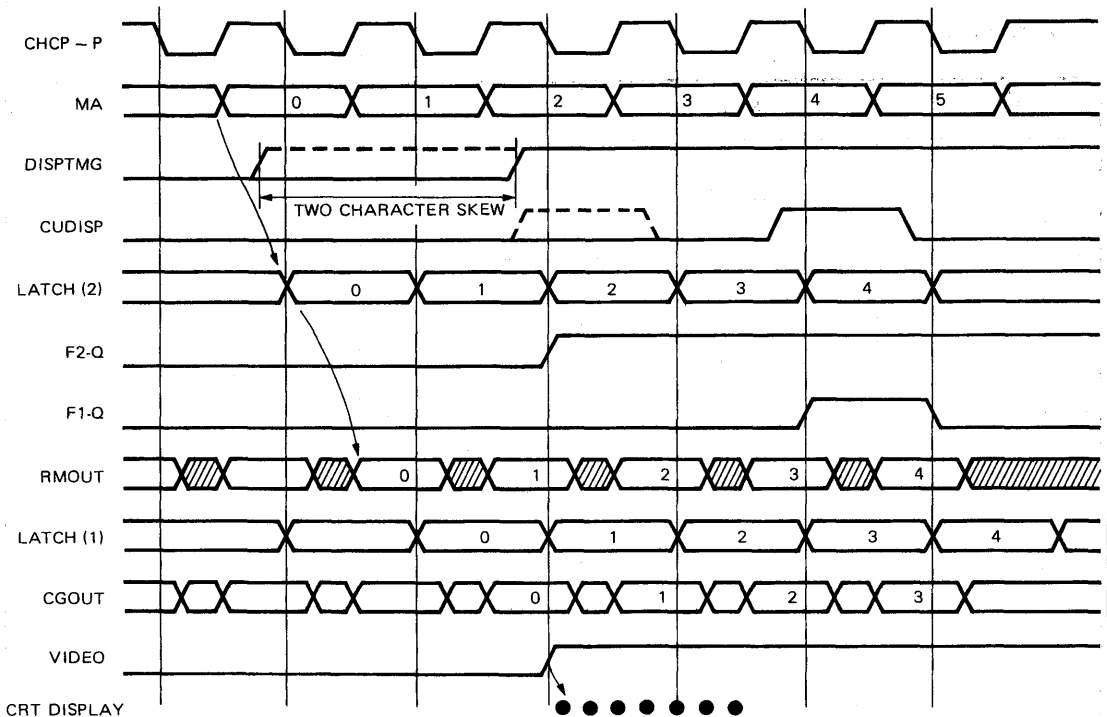 CHCP ~ P
MA 0 1 2 3 4 5
DISPTMG
TWO CHARACTER SKEW
CUDISP
LATCH (2) 0 1 2 3 4
F2-Q
F1-Q
RMOUT 0 1 2 3 4
LATCH (1) 0 1 2 3 4
CGOUT 0 1 2 3
VIDEO
CRT DISPLAY